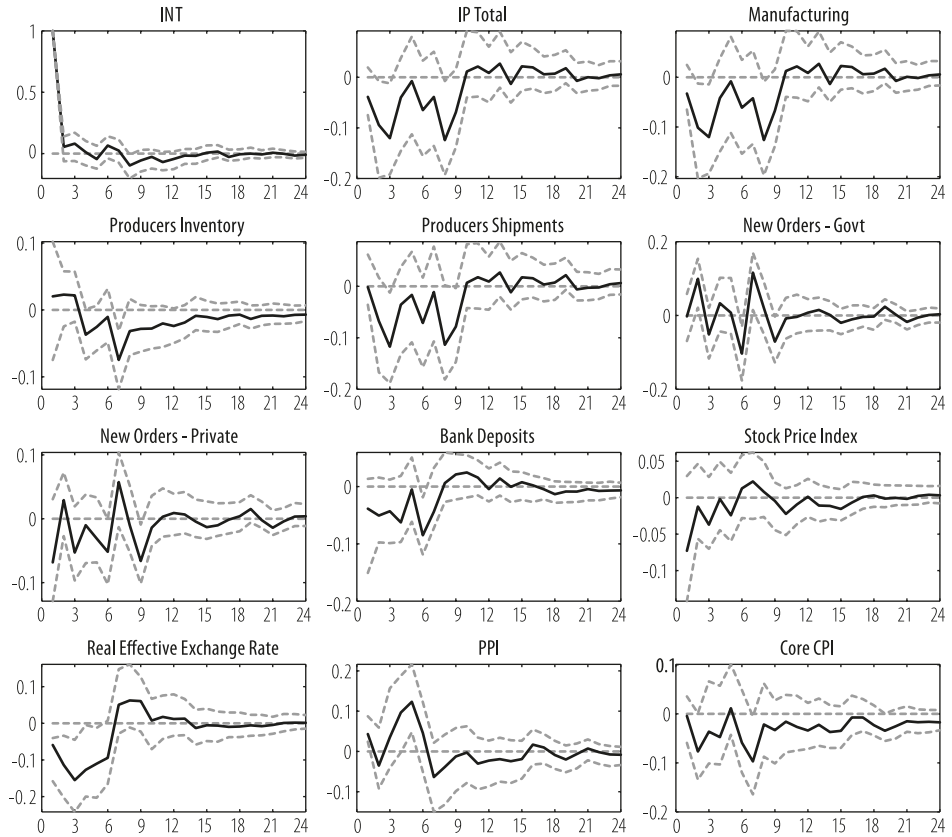 INT
1
0.5
0
0 3 6 9 12 15 18 21 24
IP Total
0
-0.1
-0.2
0 3 6 9 12 15 18 21 24
Manufacturing
0
-0.1
-0.2
0 3 6 9 12 15 18 21 24
Producers Inventory
0.1
0
-0.1
0 3 6 9 12 15 18 21 24
Producers Shipments
0
-0.1
-0.2
0 3 6 9 12 15 18 21 24
New Orders - Govt
0.2
0
0.2
0 3 6 9 12 15 18 21 24
New Orders - Private
0.1
0
-0.1
0 3 6 9 12 15 18 21 24
Bank Deposits
0
-0.1
-0.2
0 3 6 9 12 15 18 21 24
Stock Price Index
0.05
0
-0.05
-0.1
0 3 6 9 12 15 18 21 24
Real Effective Exchange Rate
0.1
0
-0.1
-0.2
0 3 6 9 12 15 18 21 24
PPI
0.2
0.1
0
-0.1
0 3 6 9 12 15 18 21 24
Core CPI
0.1
0
-0.1
-0.2
0 3 6 9 12 15 18 21 24